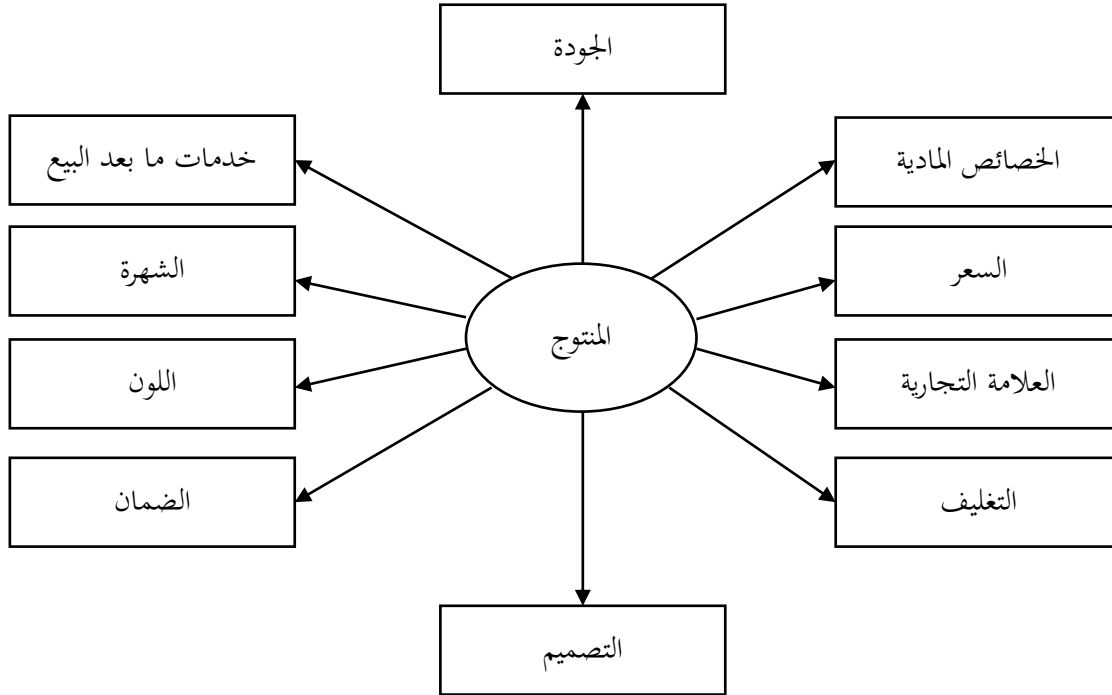 الجودة
الخصائص المادية
خدمات ما بعد البيع
السعر
الشهرة
المنتوج
العلامة التجارية
اللون
التغليف
الضمان
التصميم